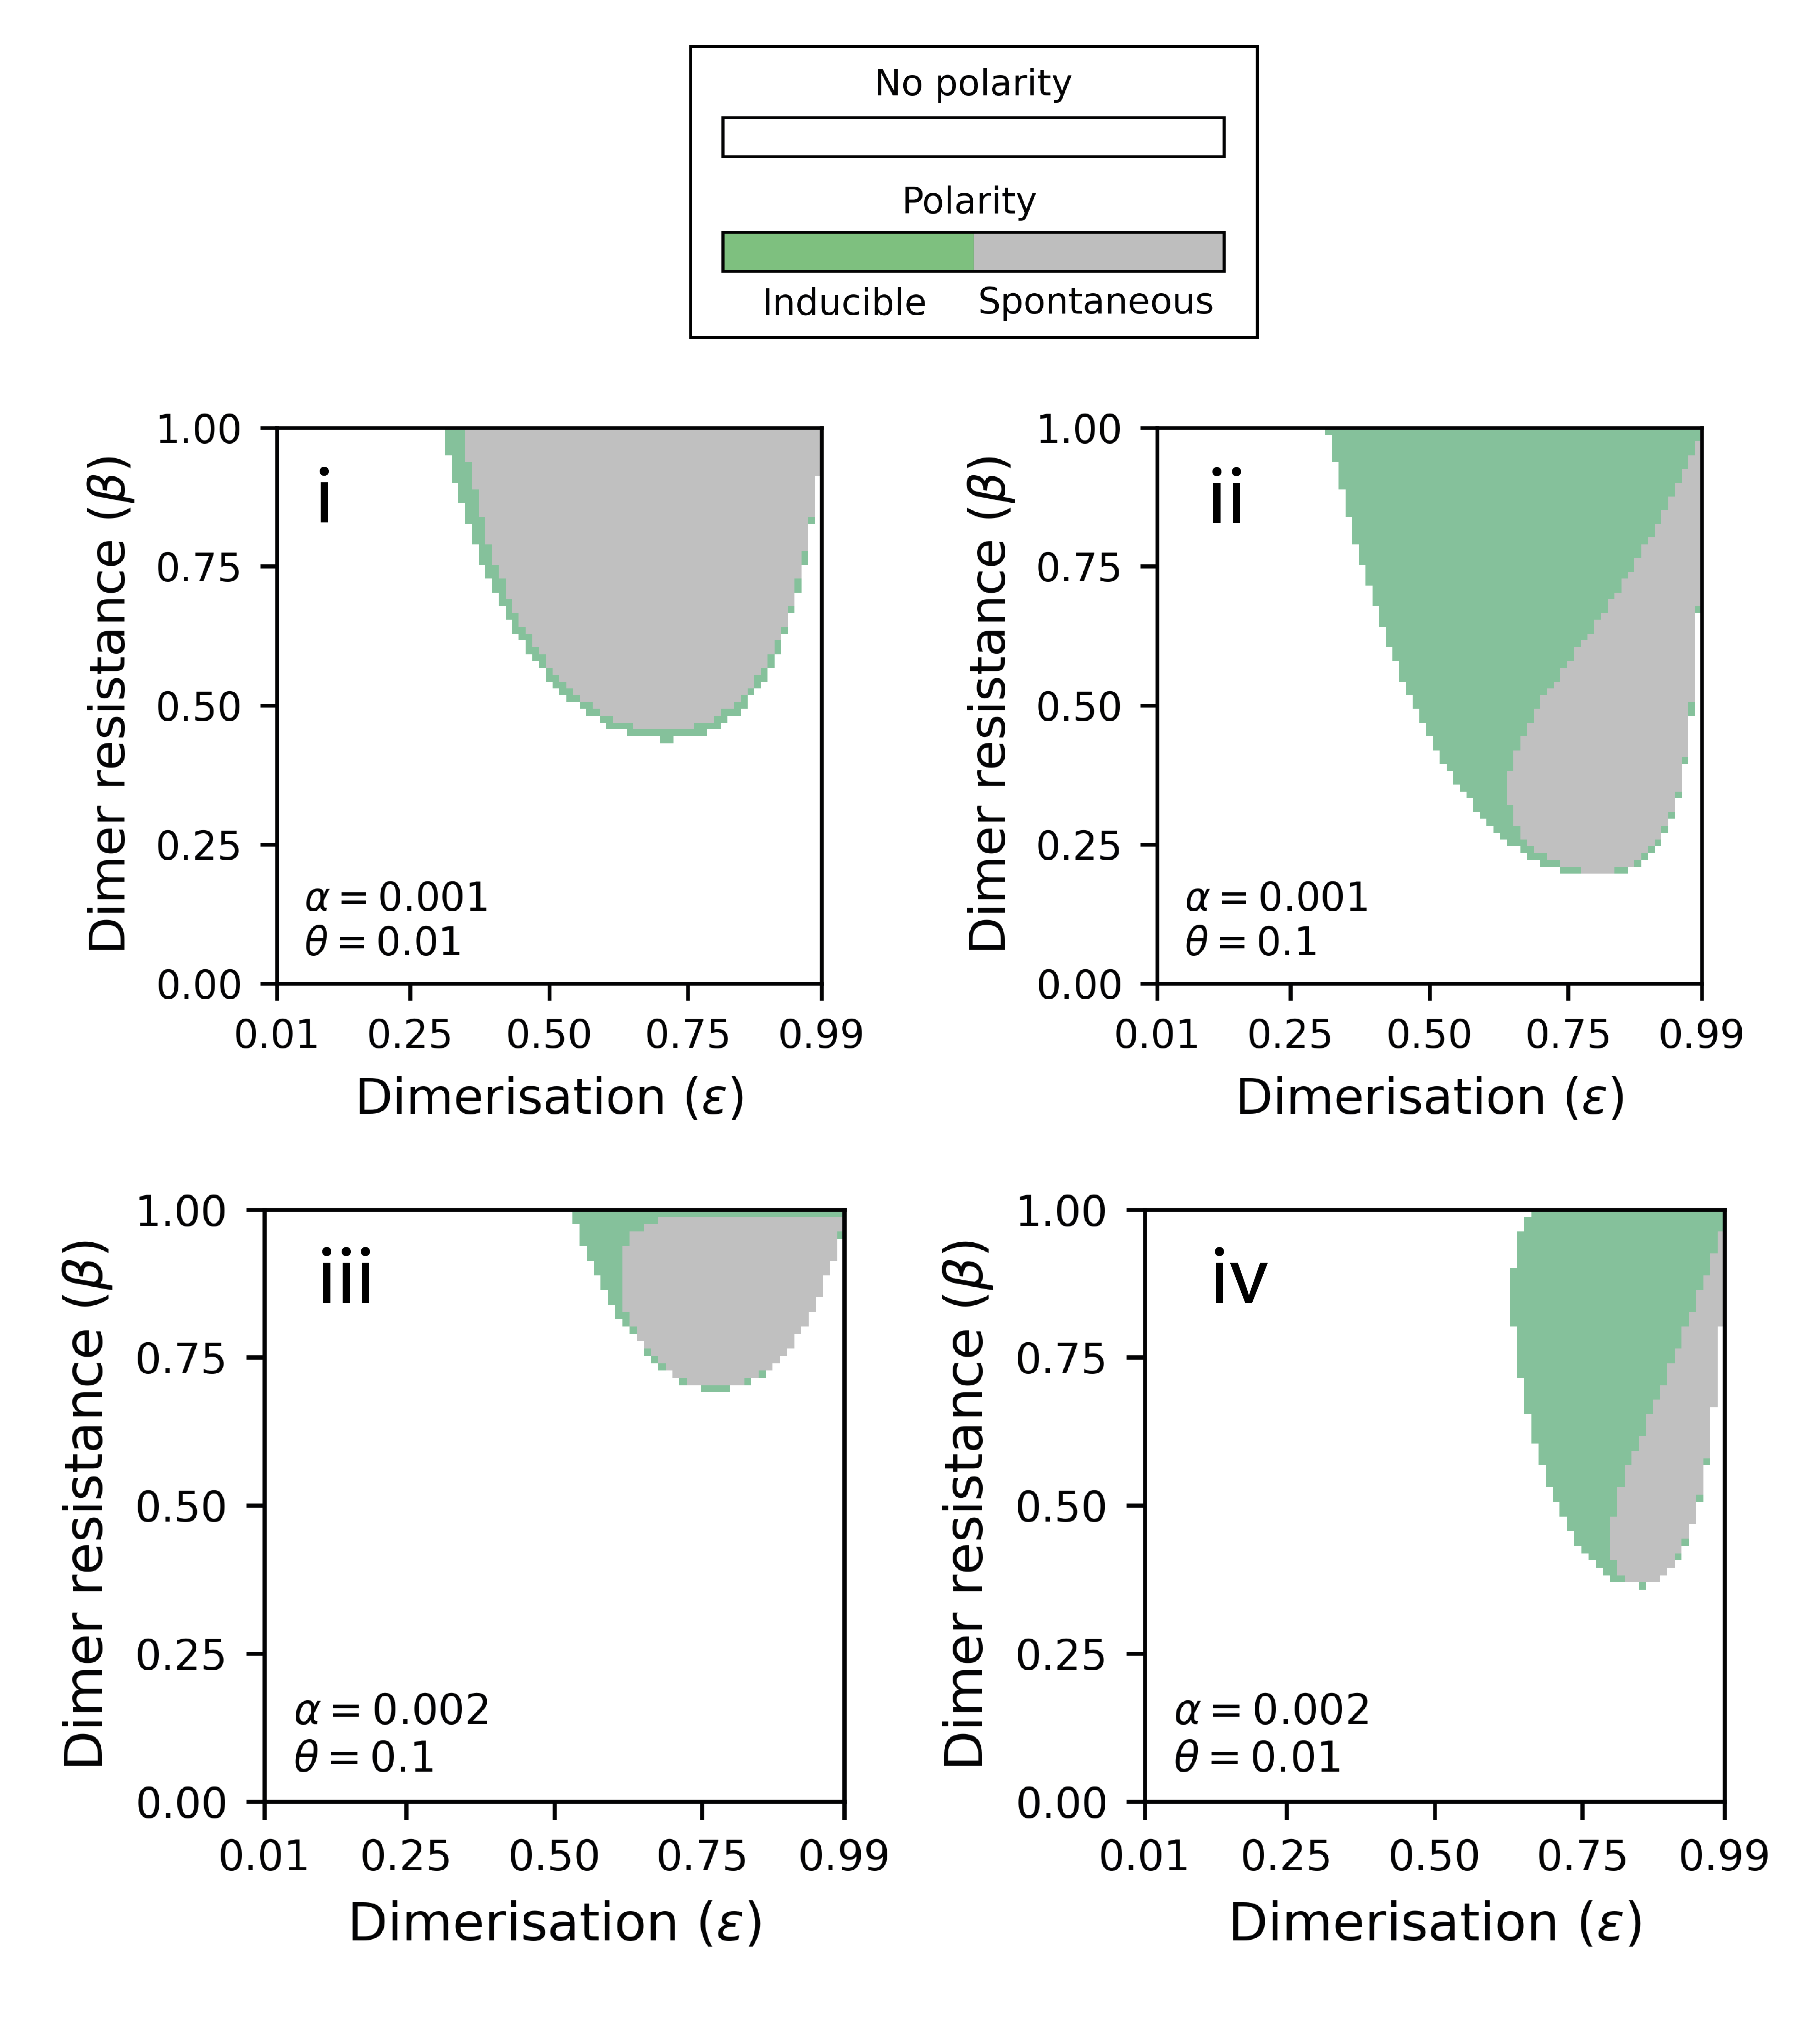 No polarity
Polarity
Inducible Spontaneous
1.00
0.75
0.50
0.25
0.00
Dimer resistance (β)
i
α = 0.001
θ = 0.01
0.01 0.25 0.50 0.75 0.99
Dimerisation (ε)
1.00
0.75
0.50
0.25
0.00
Dimer resistance (β)
ii
α = 0.001
θ = 0.1
0.01 0.25 0.50 0.75 0.99
Dimerisation (ε)
1.00
0.75
0.50
0.25
0.00
Dimer resistance (β)
iii
α = 0.002
θ = 0.1
0.01 0.25 0.50 0.75 0.99
Dimerisation (ε)
1.00
0.75
0.50
0.25
0.00
Dimer resistance (β)
iv
α = 0.002
θ = 0.01
0.01 0.25 0.50 0.75 0.99
Dimerisation (ε)